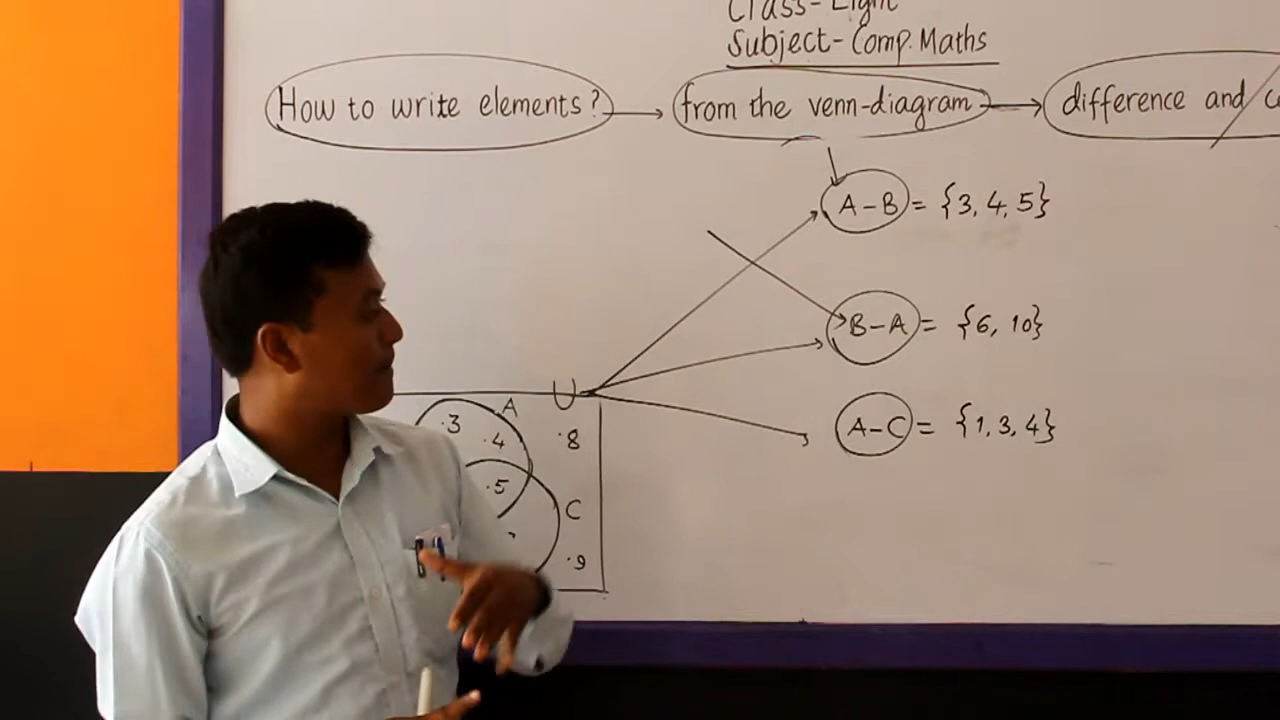 Class-Eight
Subject-Comp. Maths
How to write elements? from the venn-diagram difference and
A-B = {3, 4, 5}
B-A = {6, 10}
A-C = {1, 3, 4}
U
A
.3
.4
.8
.5
C
.9